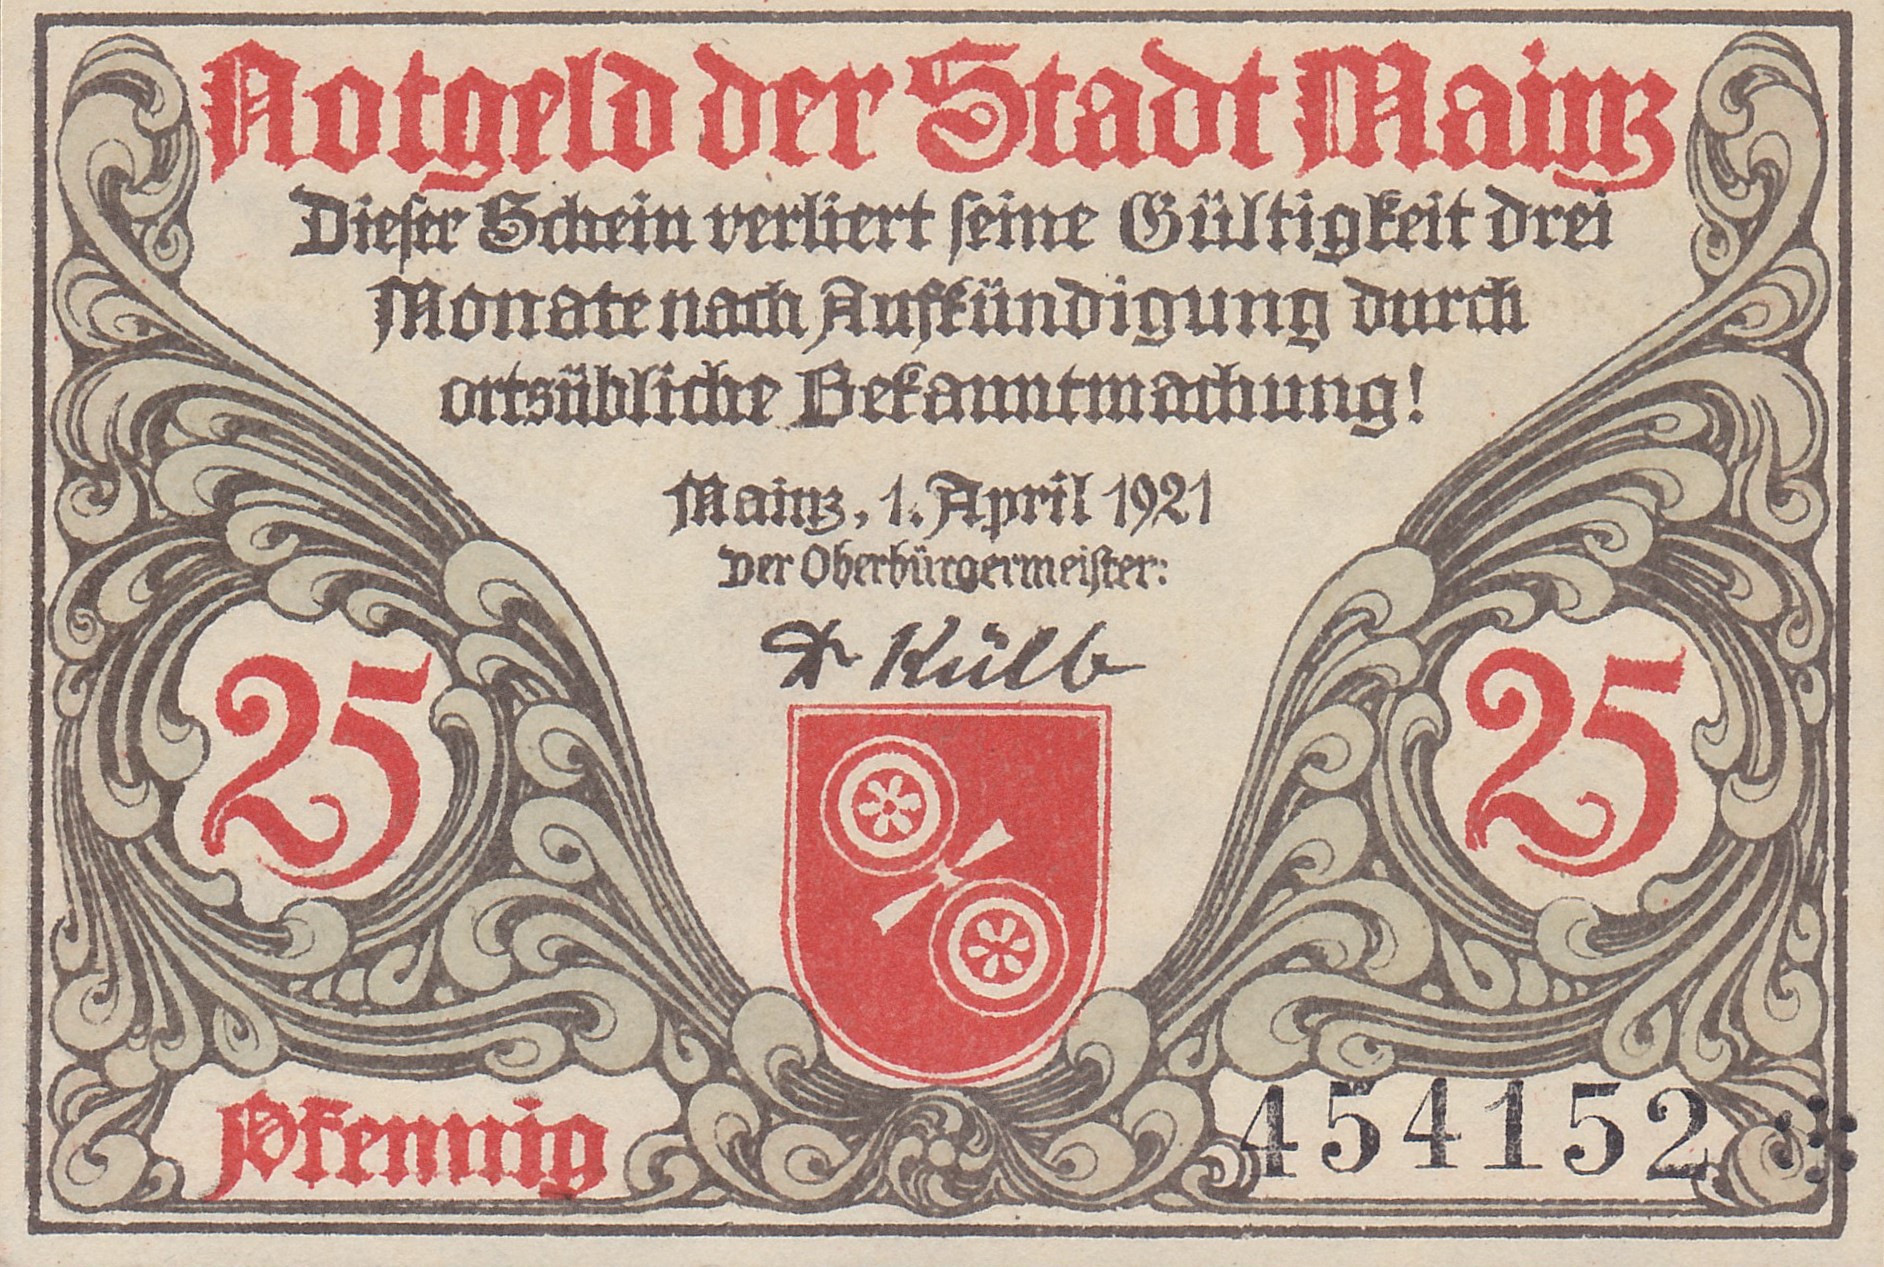 Notgeld der Stadt Mainz
Dieser Schein verliert seine Gültigkeit drei
Monate nach Aufkündigung durch
ortsübliche Bekanntmachung!
Mainz, 1. April 1921
Der Oberbürgermeister:
Dr Külb
25
25
Pfennig
454152